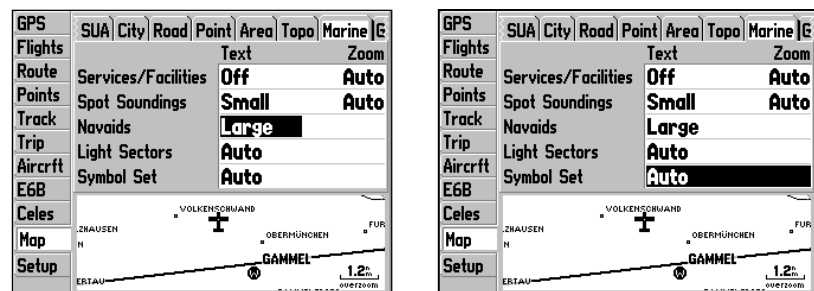 GPS
Flights
Route
Points
Track
Trip
Aircrft
E6B
Celes
Map
Setup
SUA City Road Point Area Topo Marine G
Text Zoom
Services/Facilities Off Auto
Spot Soundings Small Auto
Navaids Large
Light Sectors Auto
Symbol Set Auto
VOLKENSCHWAND
ZHAUSEN
FUR
N
OBERMÜNCHEN
GAMMEL
ERTAU
1.2
overzoom
GPS
Flights
Route
Points
Track
Trip
Aircrft
E6B
Celes
Map
Setup
SUA City Road Point Area Topo Marine G
Text Zoom
Services/Facilities Off Auto
Spot Soundings Small Auto
Navaids Large
Light Sectors Auto
Symbol Set Auto
VOLKENSCHWAND
ZHAUSEN
FUR
N
OBERMÜNCHEN
GAMMEL
ERTAU
1.2
overzoom